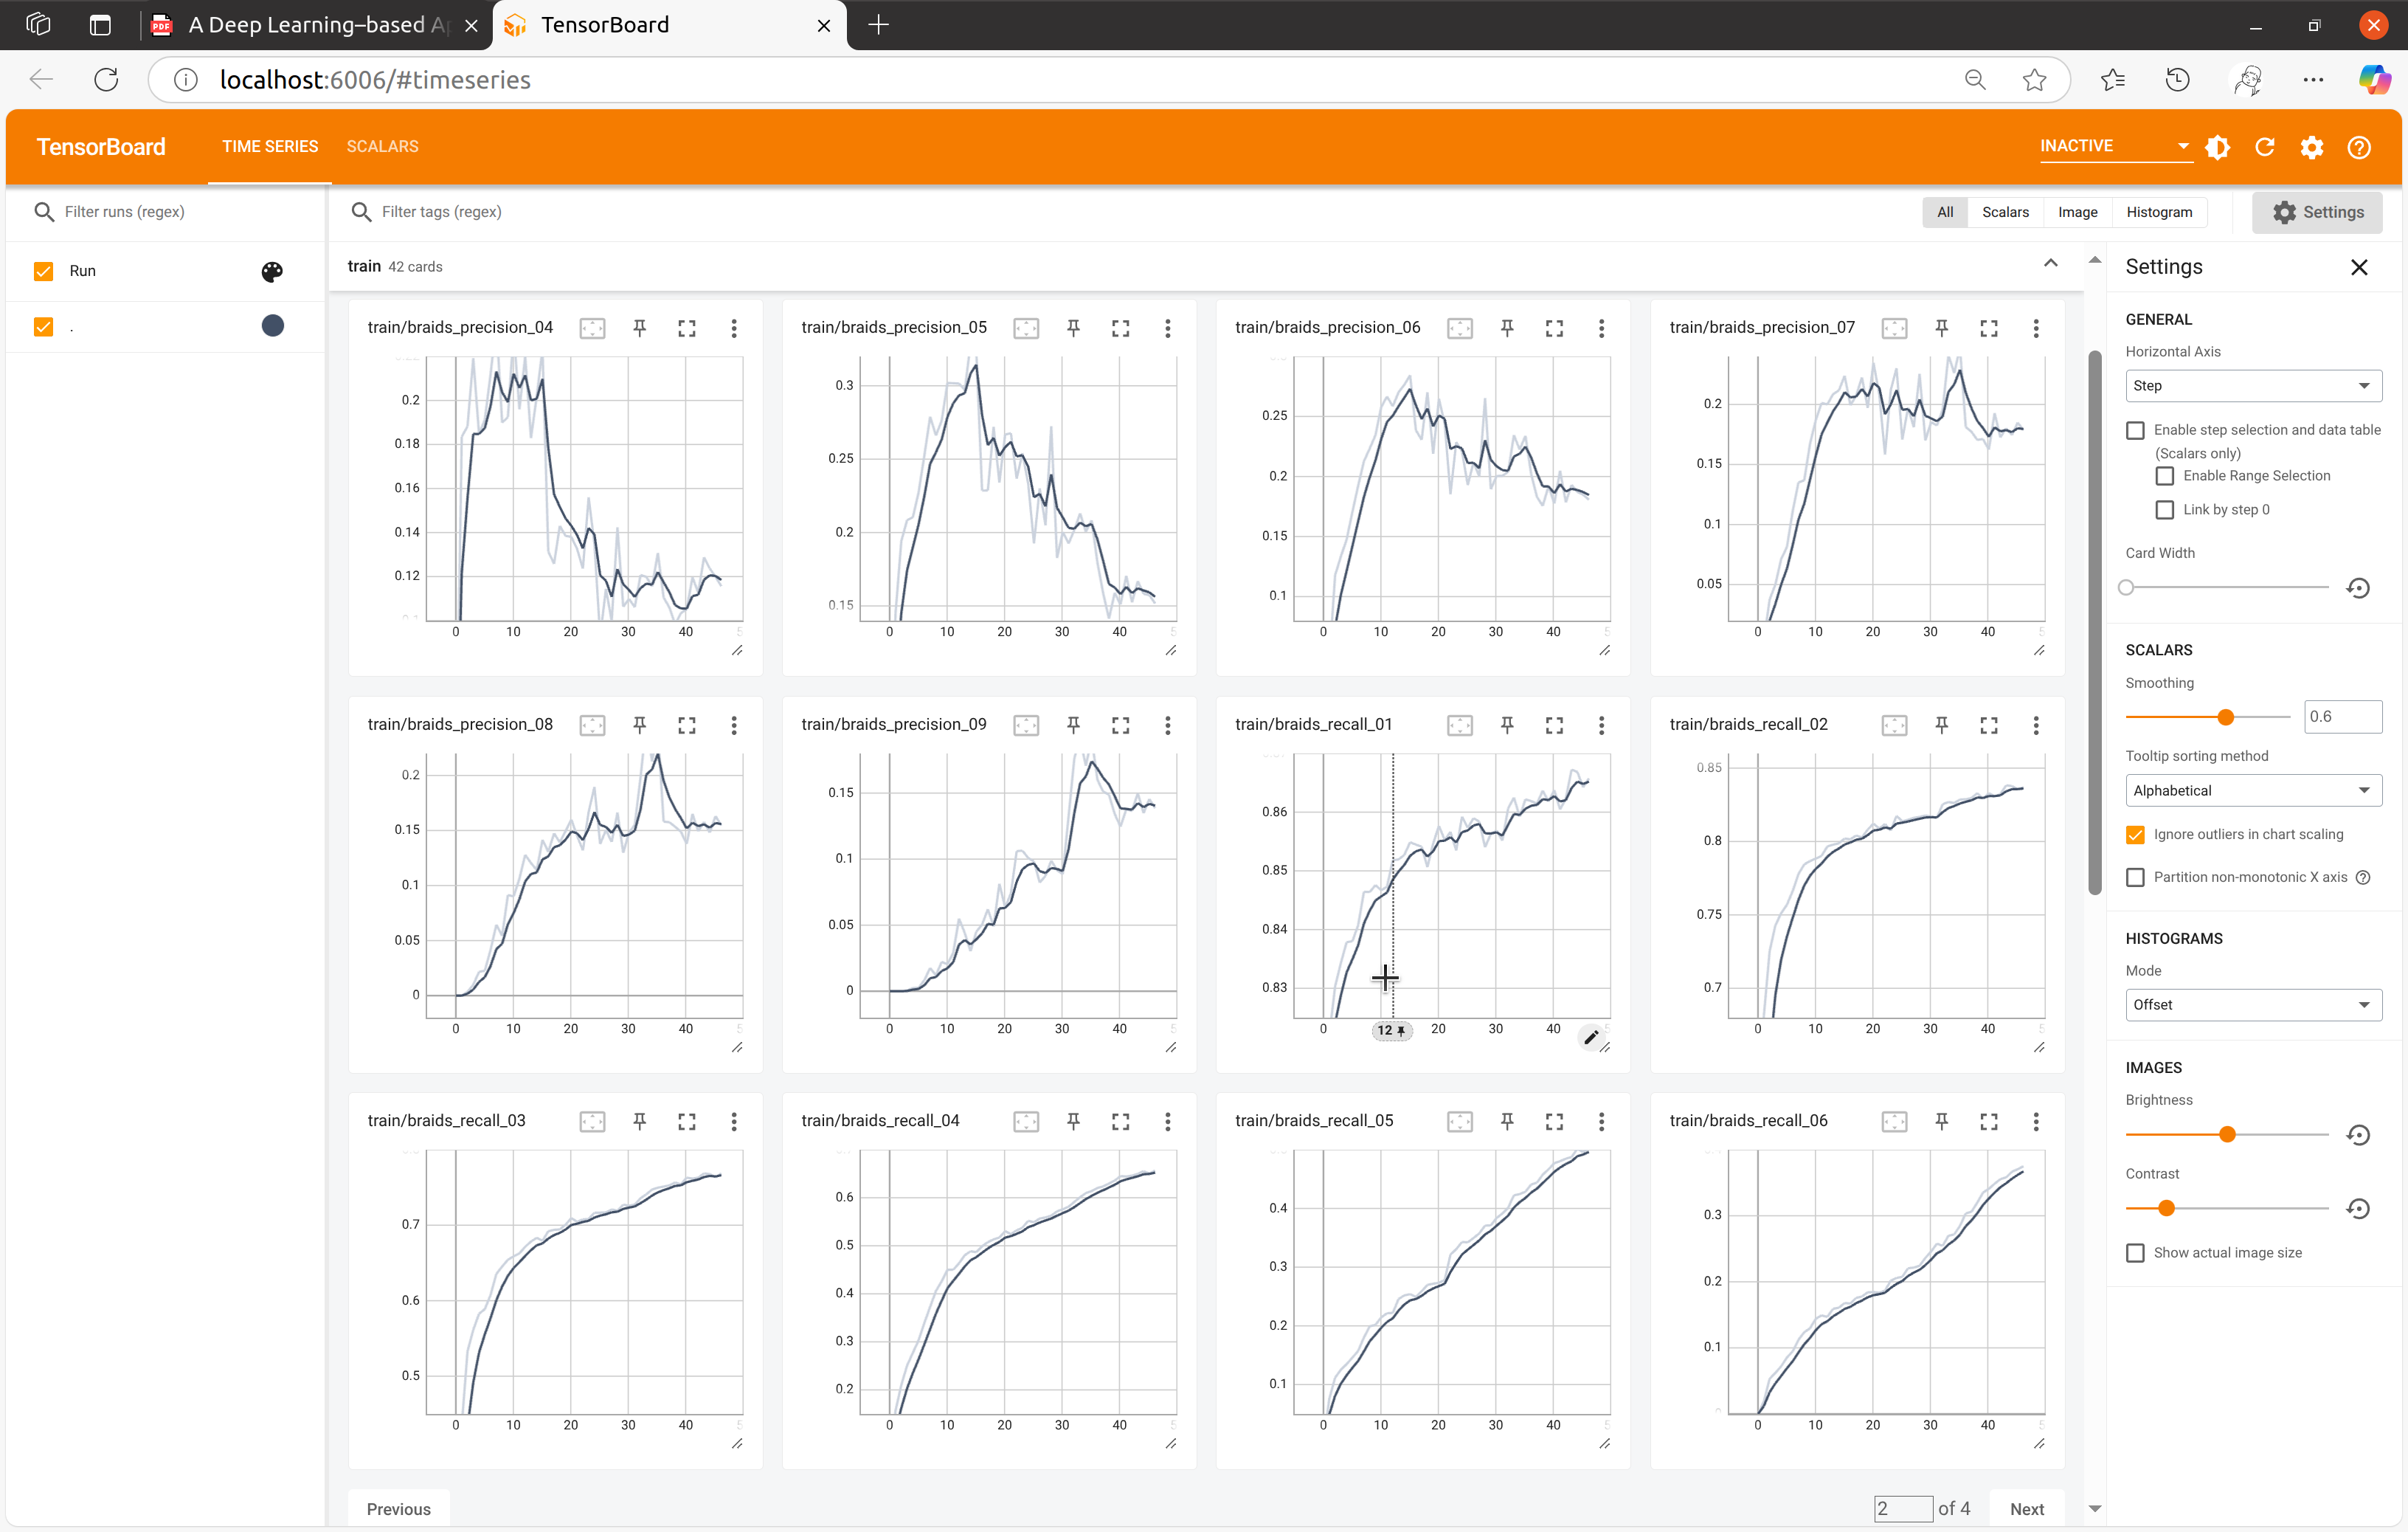 A Deep Learning–based Ap
TensorBoard
localhost:6006/#timeseries
TensorBoard
TIME SERIES
SCALARS
INACTIVE
Filter runs (regex)
Filter tags (regex)
All
Scalars
Image
Histogram
Settings
Run
.
train 42 cards
train/braids_precision_04
0.2
0.18
0.16
0.14
0.12
0 10 20 30 40 5
train/braids_precision_05
0.3
0.25
0.2
0.15
0 10 20 30 40 5
train/braids_precision_06
0.25
0.2
0.15
0.1
0 10 20 30 40 5
train/braids_precision_07
0.2
0.15
0.1
0.05
0 10 20 30 40 5
train/braids_precision_08
0.2
0.15
0.1
0.05
0
0 10 20 30 40 5
train/braids_precision_09
0.15
0.1
0.05
0
0 10 20 30 40 5
train/braids_recall_01
0.86
0.85
0.84
0.83
0 12 20 30 40
train/braids_recall_02
0.85
0.8
0.75
0.7
0 10 20 30 40 5
train/braids_recall_03
0.7
0.6
0.5
0 10 20 30 40 5
train/braids_recall_04
0.6
0.5
0.4
0.3
0.2
0 10 20 30 40 5
train/braids_recall_05
0.4
0.3
0.2
0.1
0 10 20 30 40 5
train/braids_recall_06
0.3
0.2
0.1
0 10 20 30 40 5
Previous
2 of 4
Next
Settings
GENERAL
Horizontal Axis
Step
Enable step selection and data table
(Scalars only)
Enable Range Selection
Link by step 0
Card Width
SCALARS
Smoothing
0.6
Tooltip sorting method
Alphabetical
Ignore outliers in chart scaling
Partition non-monotonic X axis
HISTOGRAMS
Mode
Offset
IMAGES
Brightness
Contrast
Show actual image size